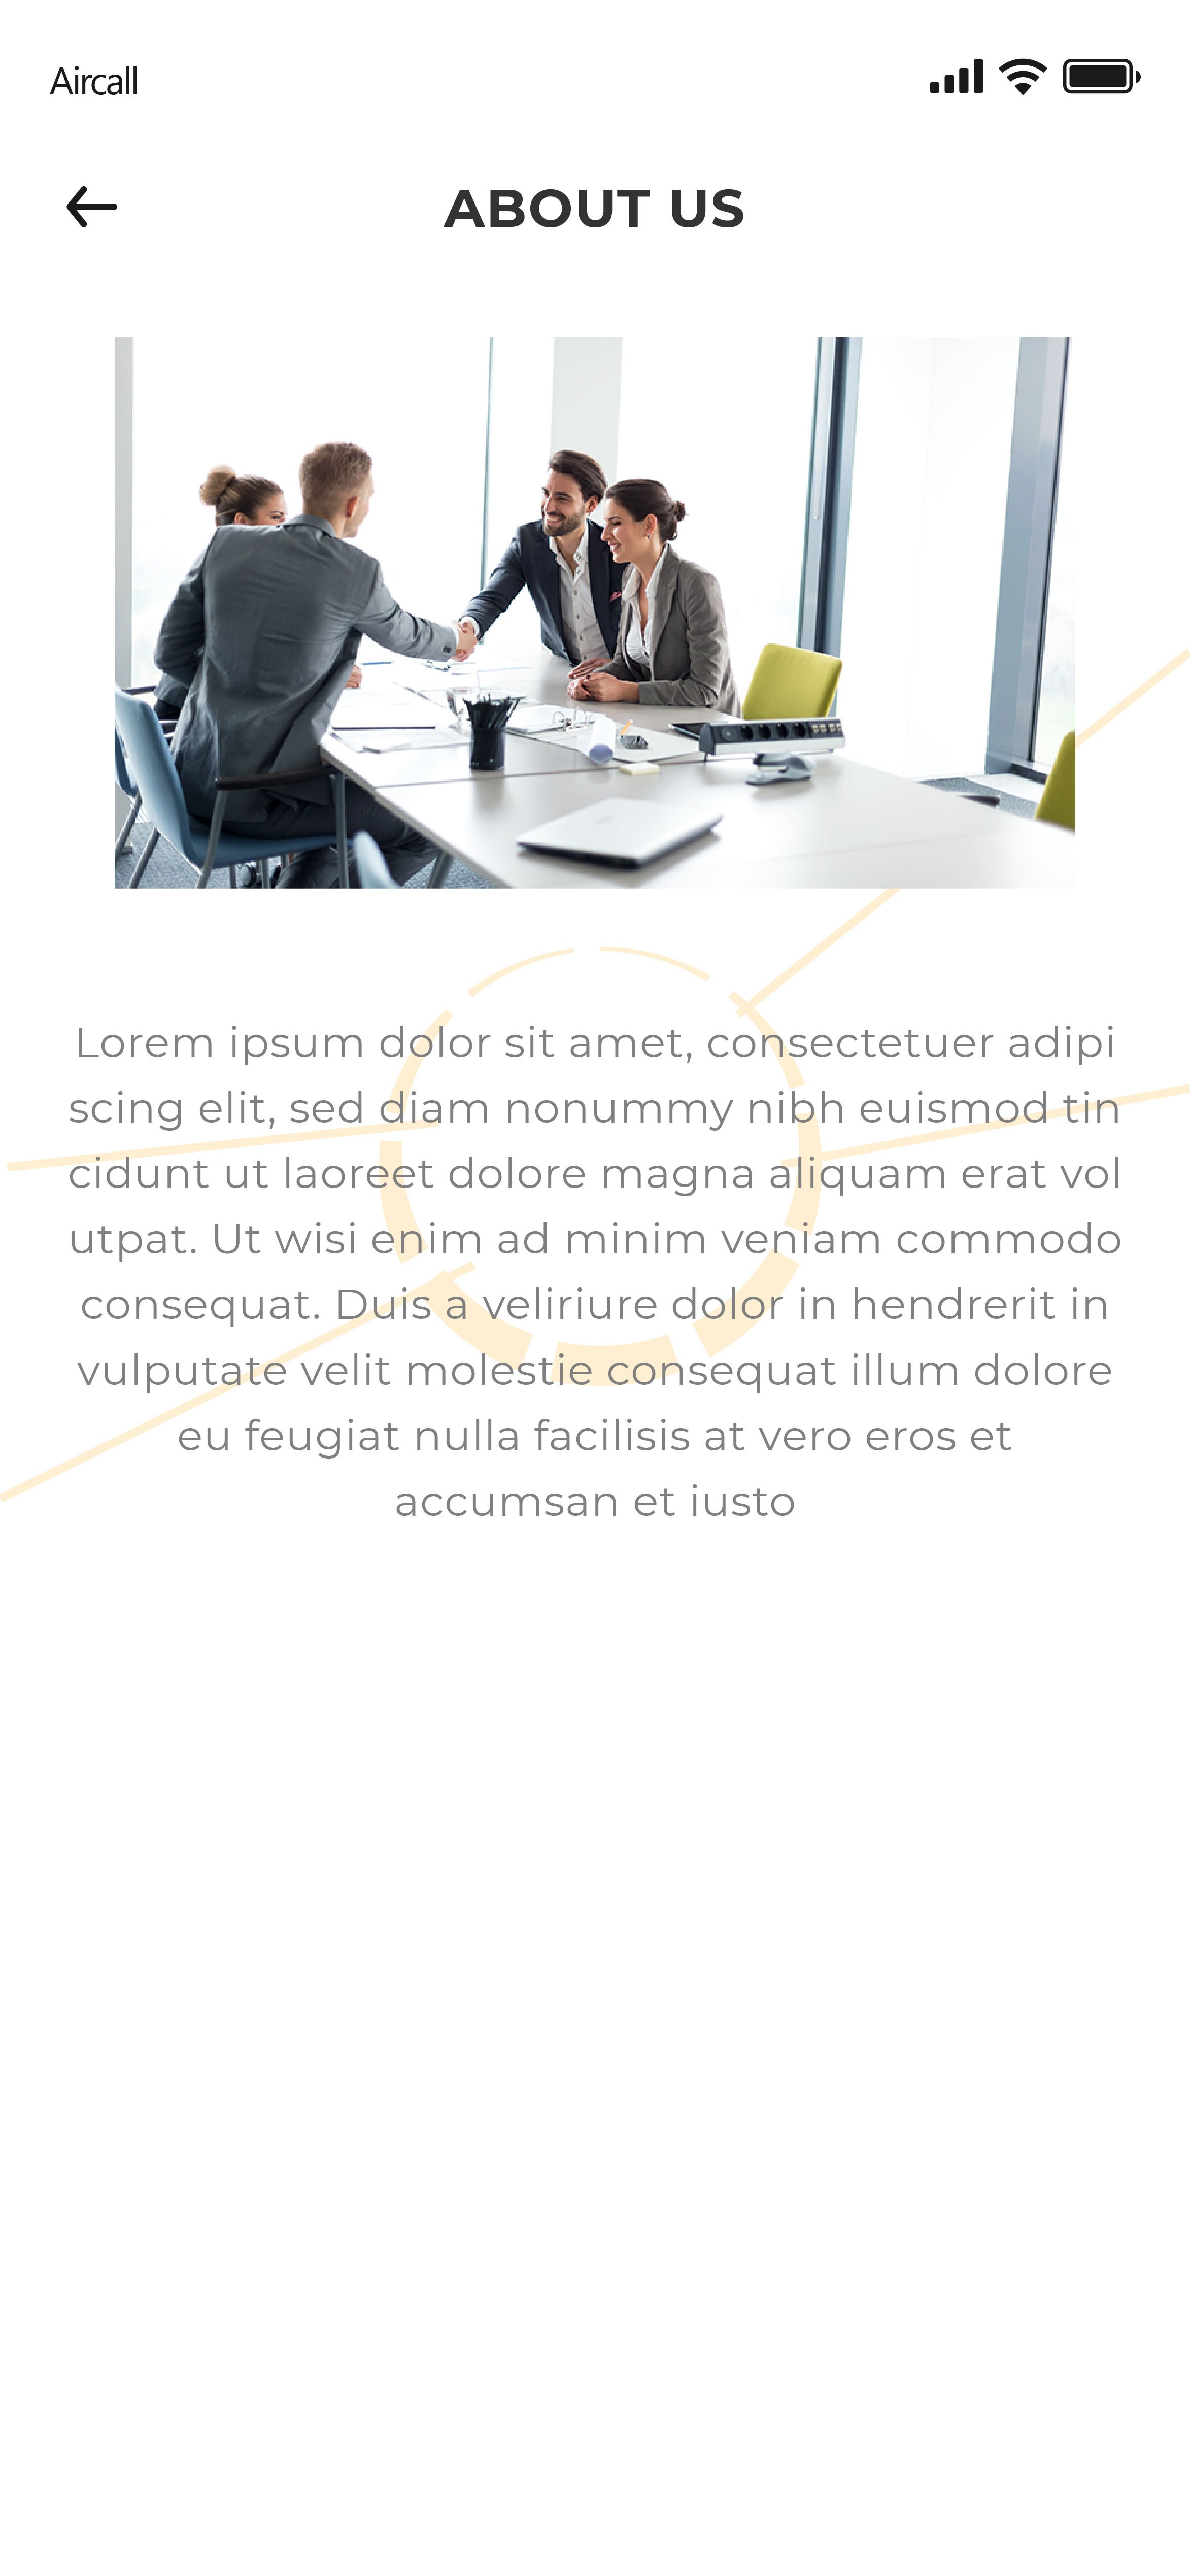 Aircall
ABOUT US
Lorem ipsum dolor sit amet, consectetuer adipi
scing elit, sed diam nonummy nibh euismod tin
cidunt ut laoreet dolore magna aliquam erat vol
utpat. Ut wisi enim ad minim veniam commodo
consequat. Duis a veliriure dolor in hendrerit in
vulputate velit molestie consequat illum dolore
eu feugiat nulla facilisis at vero eros et
accumsan et iusto